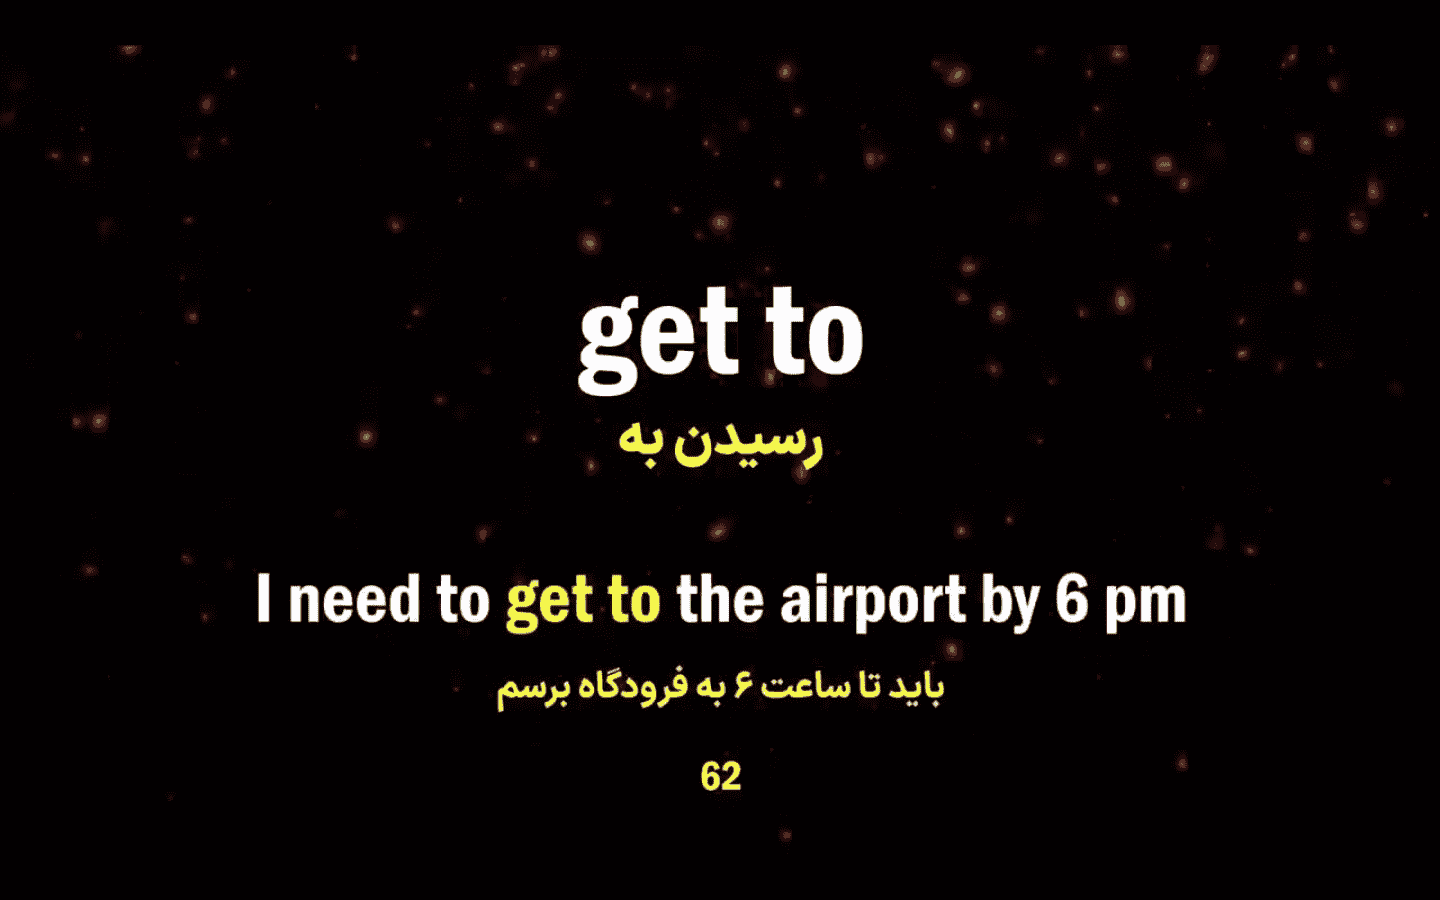 get to
رسیدن به
I need to get to the airport by 6 pm
باید تا ساعت ۶ به فرودگاه برسم
62